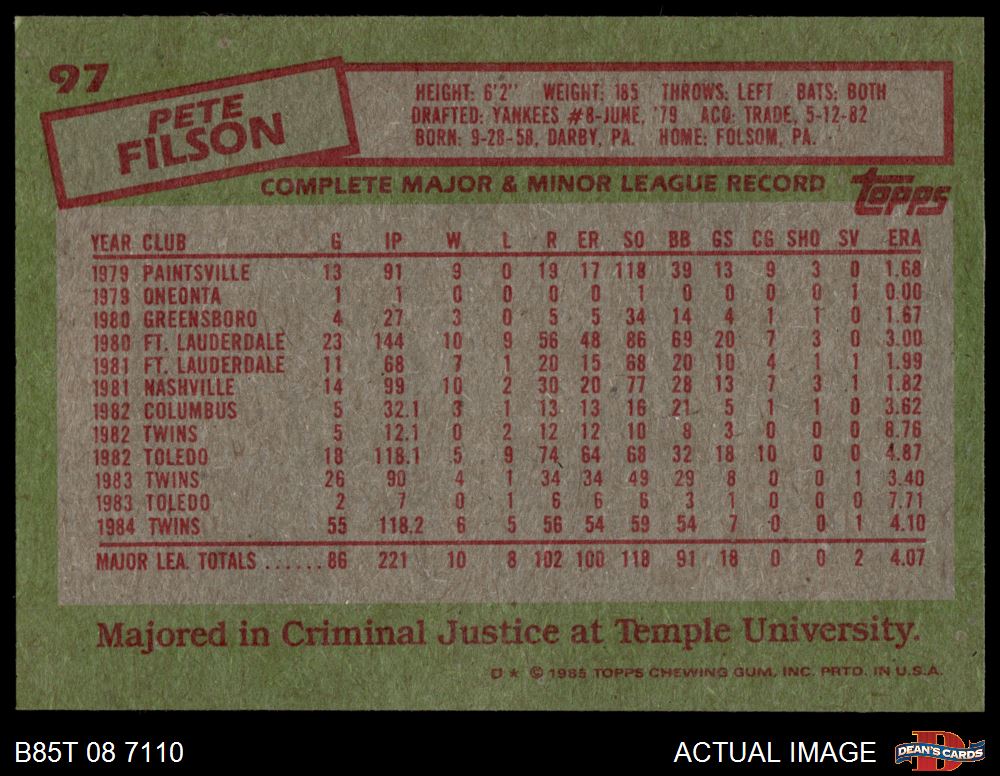 97
PETE
FILSON
HEIGHT: 6'2" WEIGHT: 185 THROWS: LEFT BATS: BOTH
DRAFTED: YANKEES #8-JUNE, '79 ACQ: TRADE, 5-12-82
BORN: 9-28-58, DARBY, PA. HOME: FOLSOM, PA.
COMPLETE MAJOR & MINOR LEAGUE RECORD topps
YEAR CLUB G IP W L R ER SO BB GS CG SHO SV ERA
1979 PAINTSVILLE 13 91 9 0 19 17 118 39 13 9 3 0 1.68
1979 ONEONTA 1 1 0 0 0 0 1 0 0 0 0 1 0.00
1980 GREENSBORO 4 27 3 0 5 5 34 14 4 1 1 0 1.67
1980 FT. LAUDERDALE 23 144 10 9 56 48 86 69 20 7 3 0 3.00
1981 FT. LAUDERDALE 11 68 7 1 20 15 68 20 10 4 1 1 1.99
1981 NASHVILLE 14 99 10 2 30 20 77 28 13 7 3 1 1.82
1982 COLUMBUS 5 32.1 3 1 13 13 16 21 5 1 1 0 3.62
1982 TWINS 5 12.1 0 2 12 12 10 8 3 0 0 0 8.76
1982 TOLEDO 18 118.1 5 9 74 64 68 32 18 10 0 0 4.87
1983 TWINS 26 90 4 1 34 34 49 29 8 0 0 1 3.40
1983 TOLEDO 2 7 0 1 6 6 6 3 1 0 0 0 7.71
1984 TWINS 55 118.2 6 5 56 54 59 54 7 0 0 1 4.10
MAJOR LEA. TOTALS ...... 86 221 10 8 102 100 118 91 18 0 0 2 4.07
Majored in Criminal Justice at Temple University.
D * © 1985 TOPPS CHEWING GUM, INC. PRTD. IN U.S.A.
B85T 08 7110 ACTUAL IMAGE DEAN'S CARDS